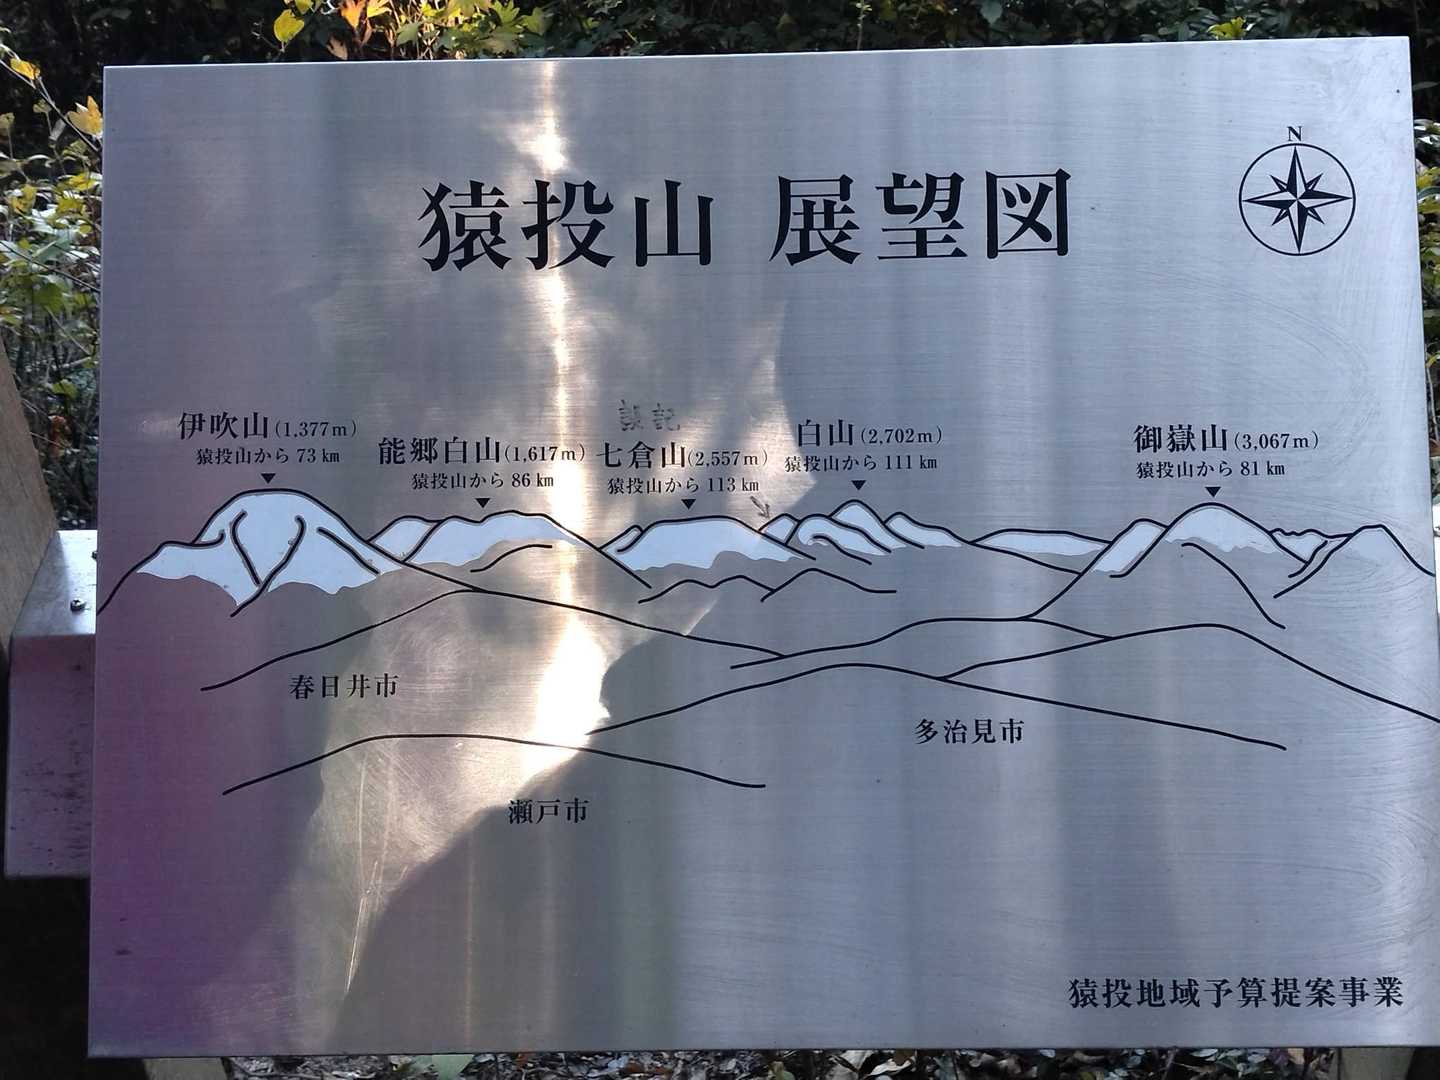 N
猿投山 展望図
伊吹山(1,377m)
猿投山から 73 km
能郷白山(1,617m)
猿投山から 86 km
七倉山(2,557m)
猿投山から 113 km
白山(2,702m)
猿投山から 111 km
御嶽山(3,067m)
猿投山から 81 km
春日井市
多治見市
瀬戸市
猿投地域予算提案事業